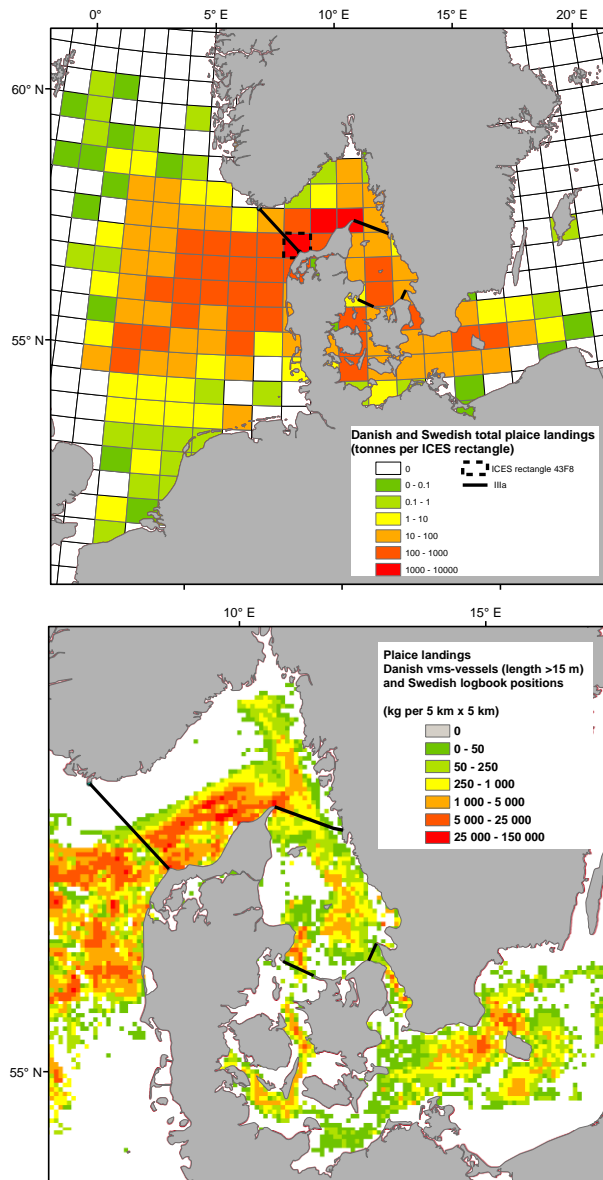 0° 5° E 10° E 15° E 20° E
60° N
55° N
Danish and Swedish total plaice landings
(tonnes per ICES rectangle)
0
0 - 0.1
0.1 - 1
1 - 10
10 - 100
100 - 1000
1000 - 10000
ICES rectangle 43F8
IIIa
10° E 15° E
Plaice landings
Danish vms-vessels (length >15 m)
and Swedish logbook positions
(kg per 5 km x 5 km)
0
0 - 50
50 - 250
250 - 1 000
1 000 - 5 000
5 000 - 25 000
25 000 - 150 000
55° N